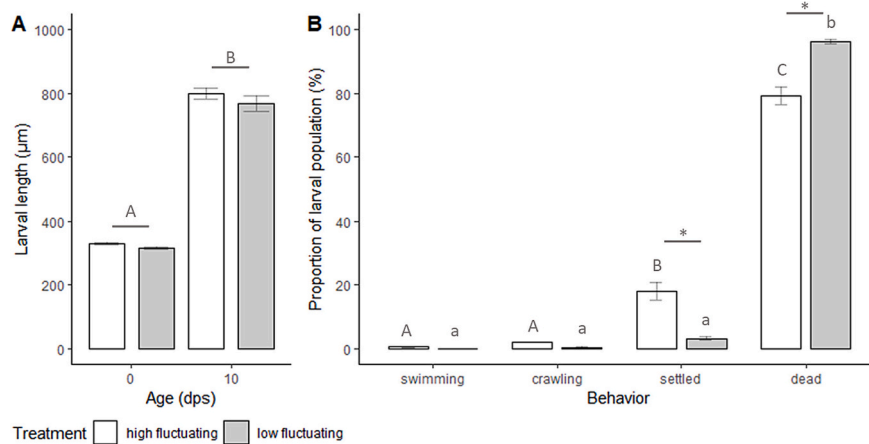 A
Larval length (µm)
1000
800
600
400
200
0
A
B
0
10
Age (dps)
B
Proportion of larval population (%)
100
80
60
40
20
0
A
a
A
a
B
a
*
C
b
*
swimming
crawling
settled
dead
Behavior
Treatment high fluctuating low fluctuating